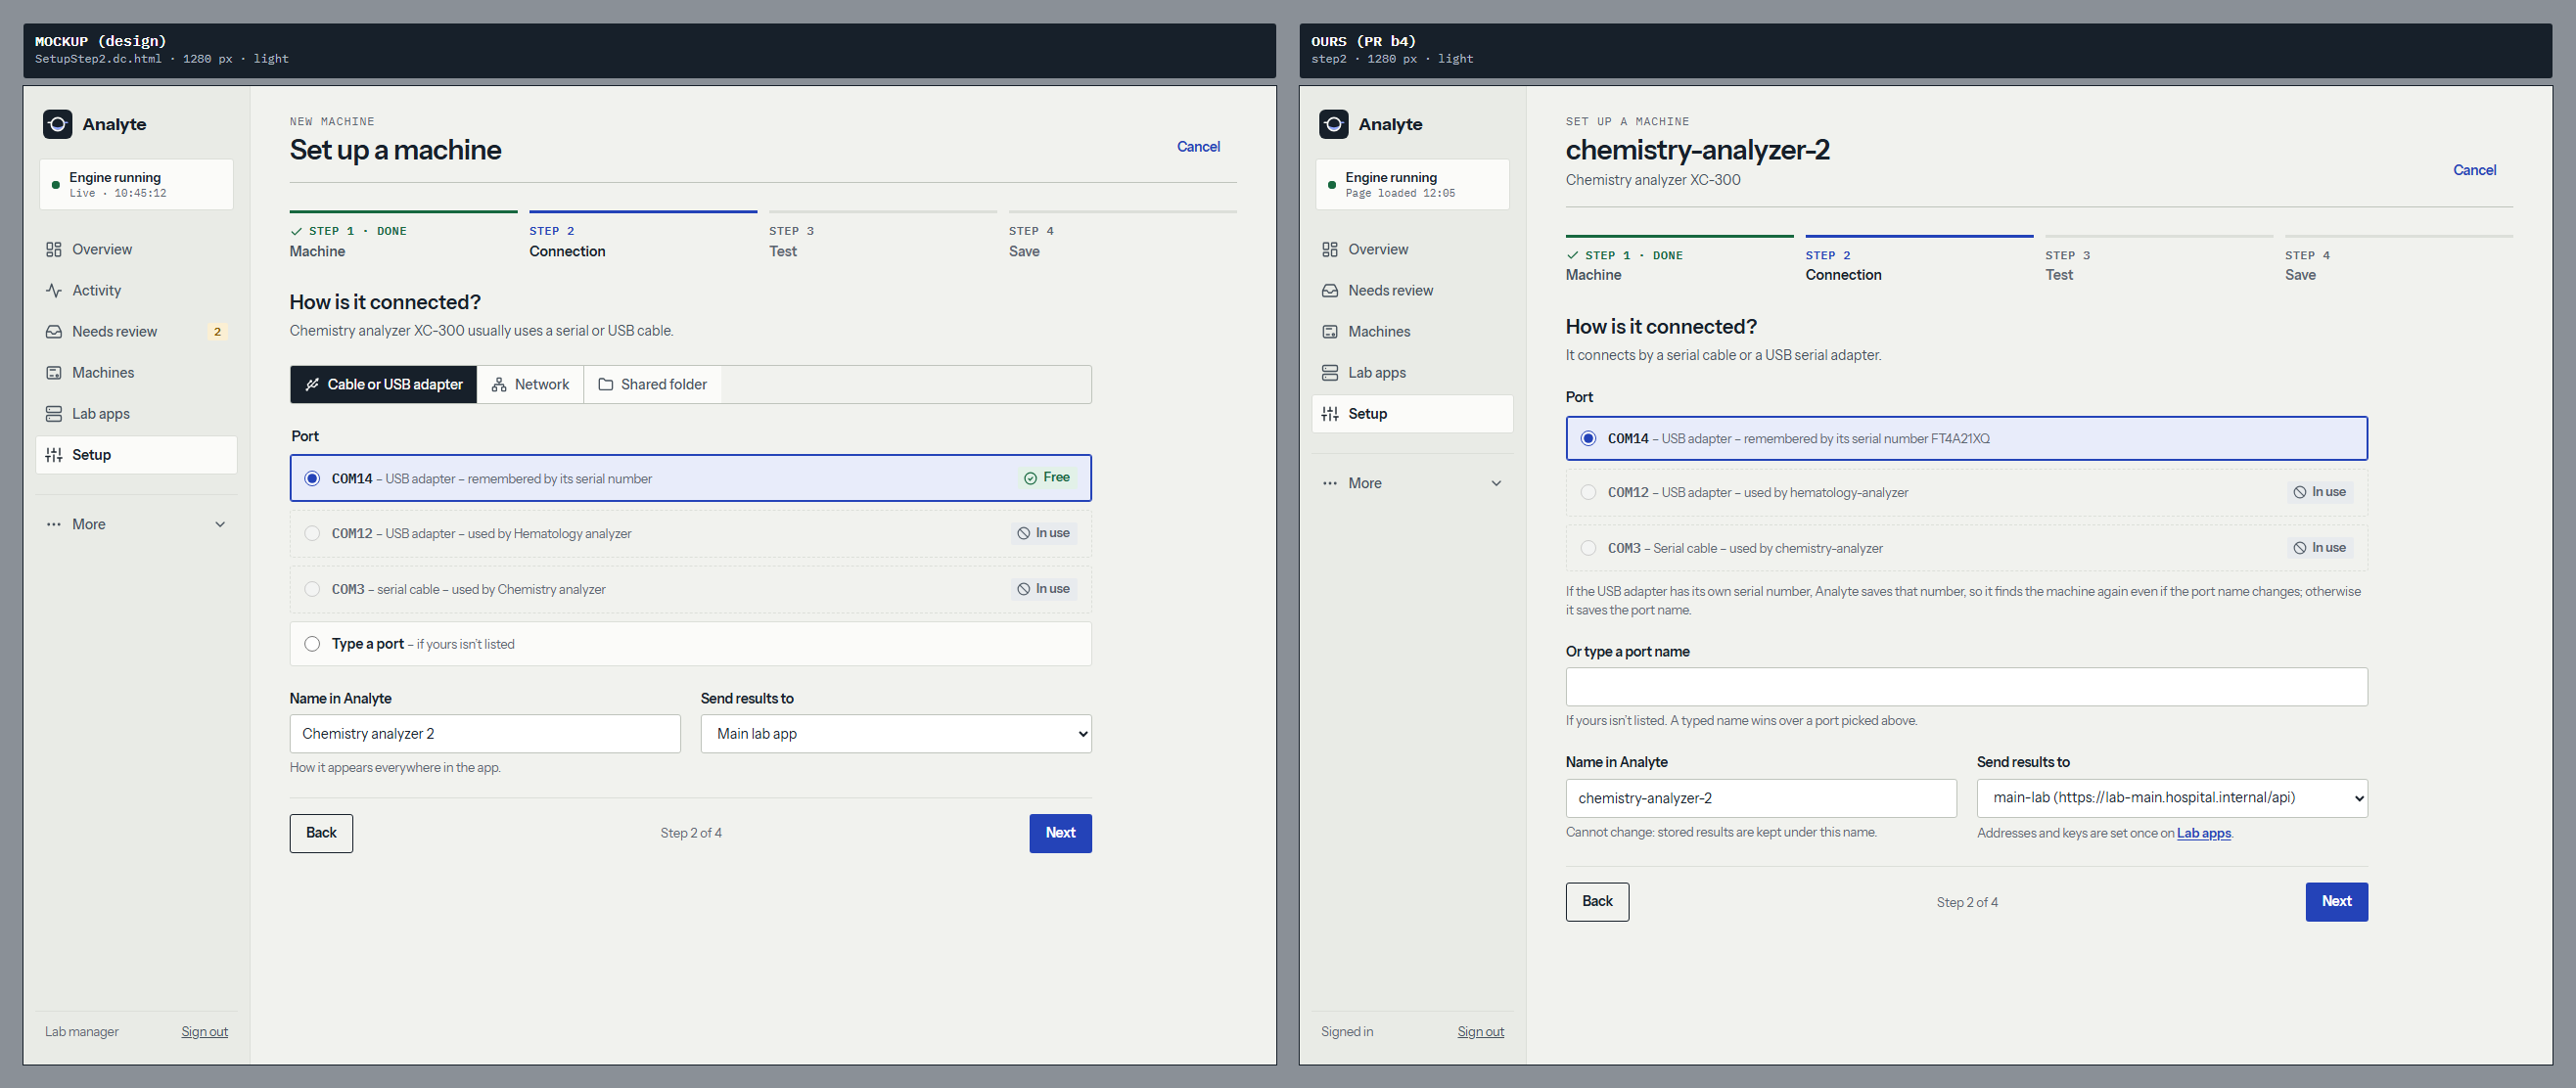 MOCKUP (design)
SetupStep2.dc.html · 1280 px · light
Analyte
Engine running
Live · 10:45:12
Overview
Activity
Needs review 2
Machines
Lab apps
Setup
More
Lab manager Sign out
NEW MACHINE
Set up a machine
Cancel
STEP 1 · DONE STEP 2 STEP 3 STEP 4
Machine Connection Test Save
How is it connected?
Chemistry analyzer XC-300 usually uses a serial or USB cable.
Cable or USB adapter Network Shared folder
Port
COM14 – USB adapter – remembered by its serial number Free
COM12 – USB adapter – used by Hematology analyzer In use
COM3 – serial cable – used by Chemistry analyzer In use
Type a port – if yours isn't listed
Name in Analyte Send results to
Chemistry analyzer 2 Main lab app
How it appears everywhere in the app.
Back Step 2 of 4 Next
OURS (PR b4)
step2 · 1280 px · light
Analyte
Engine running
Page loaded 12:05
Overview
Needs review
Machines
Lab apps
Setup
More
Signed in Sign out
SET UP A MACHINE
chemistry-analyzer-2
Chemistry analyzer XC-300
Cancel
STEP 1 · DONE STEP 2 STEP 3 STEP 4
Machine Connection Test Save
How is it connected?
It connects by a serial cable or a USB serial adapter.
Port
COM14 – USB adapter – remembered by its serial number FT4A21XQ
COM12 – USB adapter – used by hematology-analyzer In use
COM3 – Serial cable – used by chemistry-analyzer In use
If the USB adapter has its own serial number, Analyte saves that number, so it finds the machine again even if the port name changes; otherwise
it saves the port name.
Or type a port name
If yours isn't listed. A typed name wins over a port picked above.
Name in Analyte Send results to
chemistry-analyzer-2 main-lab (https://lab-main.hospital.internal/api)
Cannot change: stored results are kept under this name. Addresses and keys are set once on Lab apps.
Back Step 2 of 4 Next